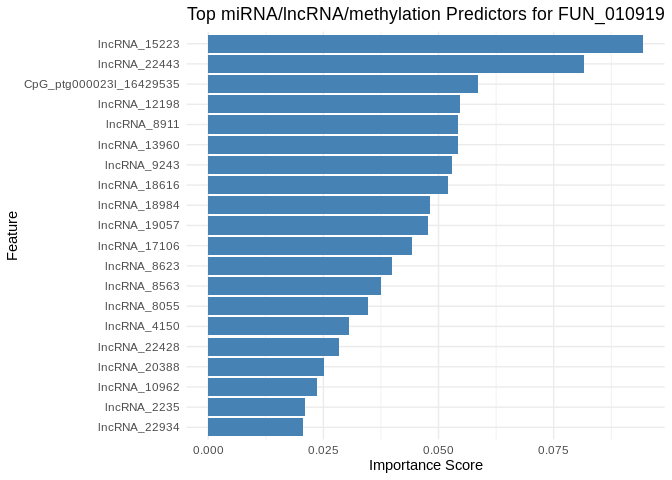 Top miRNA/lncRNA/methylation Predictors for FUN_010919
Feature
lncRNA_15223
lncRNA_22443
CpG_ptg000023l_16429535
lncRNA_12198
lncRNA_8911
lncRNA_13960
lncRNA_9243
lncRNA_18616
lncRNA_18984
lncRNA_19057
lncRNA_17106
lncRNA_8623
lncRNA_8563
lncRNA_8055
lncRNA_4150
lncRNA_22428
lncRNA_20388
lncRNA_10962
lncRNA_2235
lncRNA_22934
0.000 0.025 0.050 0.075
Importance Score